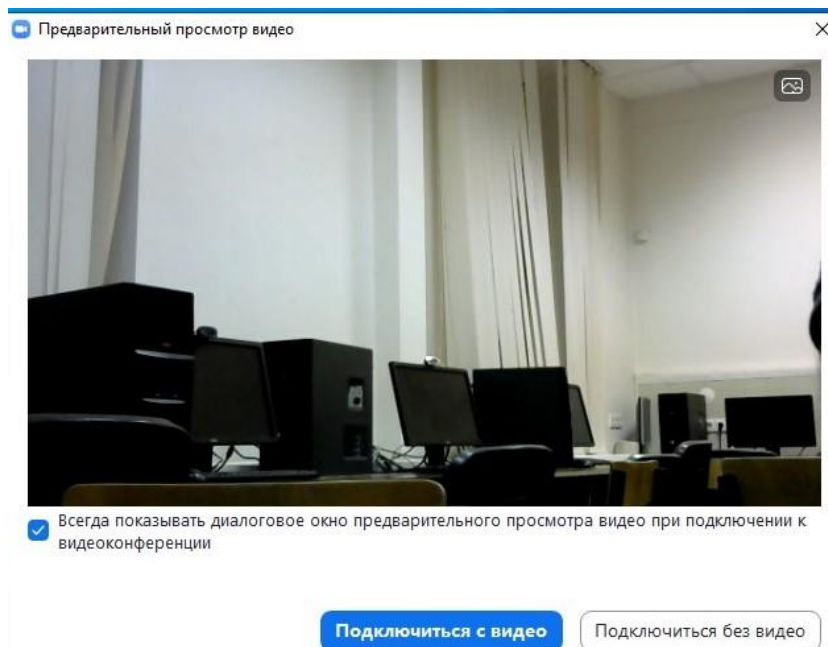 Предварительный просмотр видео
Всегда показывать диалоговое окно предварительного просмотра видео при подключении к
видеоконференции
Подключиться с видео
Подключиться без видео